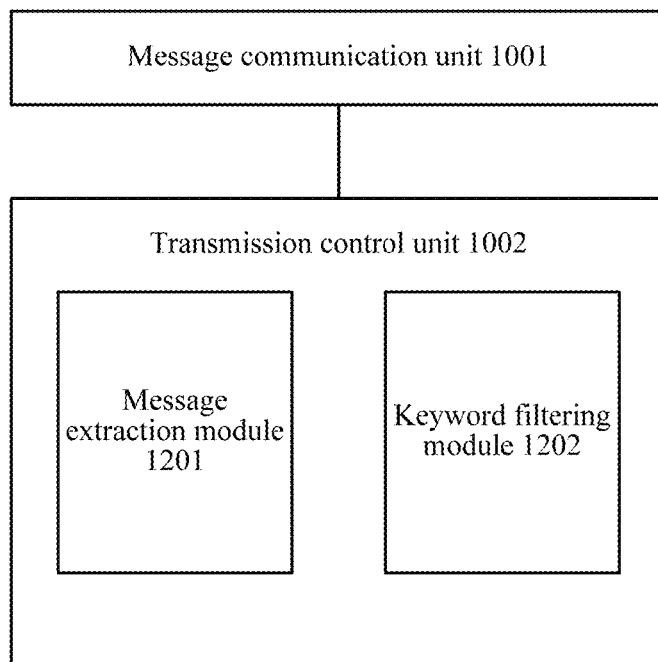 Message communication unit 1001
Transmission control unit 1002
Message
extraction module
1201
Keyword filtering
module 1202